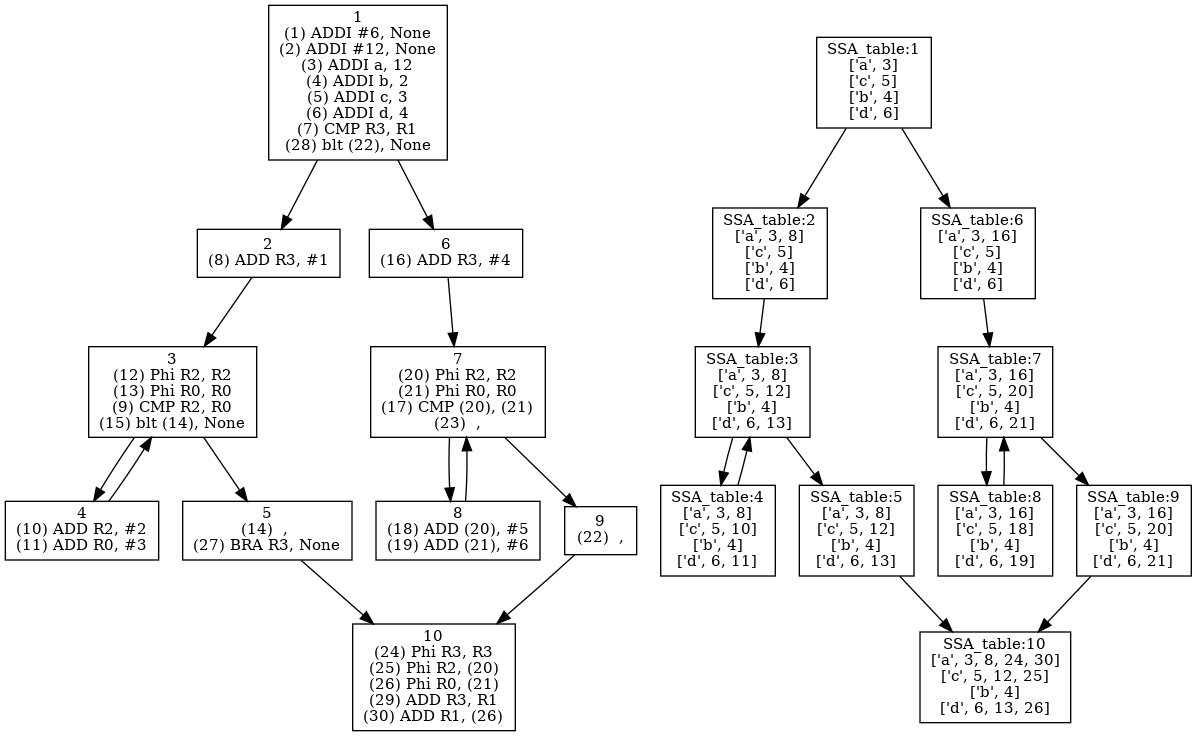 1
(1) ADDI #6, None
(2) ADDI #12, None
(3) ADDI a, 12
(4) ADDI b, 2
(5) ADDI c, 3
(6) ADDI d, 4
(7) CMP R3, R1
(28) blt (22), None
2
(8) ADD R3, #1
6
(16) ADD R3, #4
3
(12) Phi R2, R2
(13) Phi R0, R0
(9) CMP R2, R0
(15) blt (14), None
7
(20) Phi R2, R2
(21) Phi R0, R0
(17) CMP (20), (21)
(23)  ,
4
(10) ADD R2, #2
(11) ADD R0, #3
5
(14)  ,
(27) BRA R3, None
8
(18) ADD (20), #5
(19) ADD (21), #6
9
(22)  ,
10
(24) Phi R3, R3
(25) Phi R2, (20)
(26) Phi R0, (21)
(29) ADD R3, R1
(30) ADD R1, (26)
SSA_table:1
['a', 3]
['c', 5]
['b', 4]
['d', 6]
SSA_table:2
['a', 3, 8]
['c', 5]
['b', 4]
['d', 6]
SSA_table:6
['a', 3, 16]
['c', 5]
['b', 4]
['d', 6]
SSA_table:3
['a', 3, 8]
['c', 5, 12]
['b', 4]
['d', 6, 13]
SSA_table:7
['a', 3, 16]
['c', 5, 20]
['b', 4]
['d', 6, 21]
SSA_table:4
['a', 3, 8]
['c', 5, 10]
['b', 4]
['d', 6, 11]
SSA_table:5
['a', 3, 8]
['c', 5, 12]
['b', 4]
['d', 6, 13]
SSA_table:8
['a', 3, 16]
['c', 5, 18]
['b', 4]
['d', 6, 19]
SSA_table:9
['a', 3, 16]
['c', 5, 20]
['b', 4]
['d', 6, 21]
SSA_table:10
['a', 3, 8, 24, 30]
['c', 5, 12, 25]
['b', 4]
['d', 6, 13, 26]